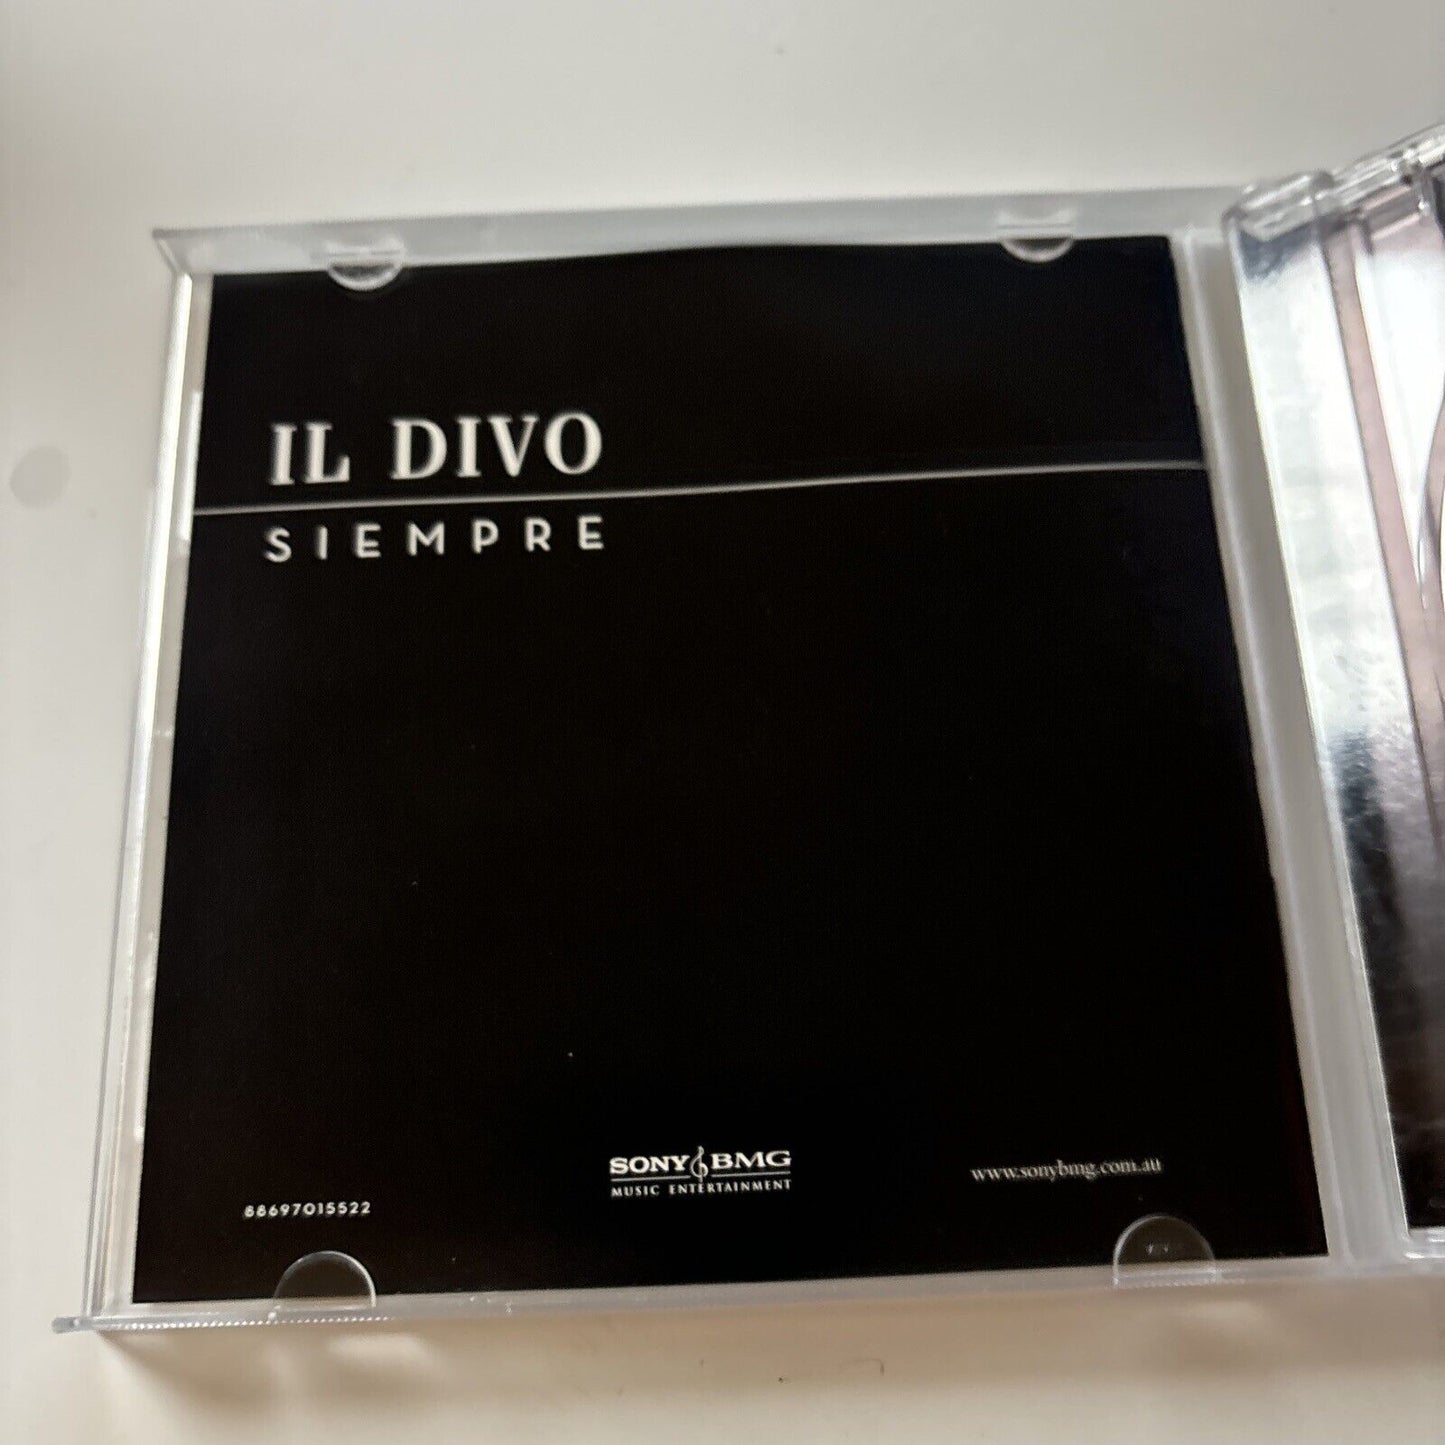 IL DIVO
SIEMPRE
SONY BMG
MUSIC ENTERTAINMENT
www.sonybmg.com.au
88697015522